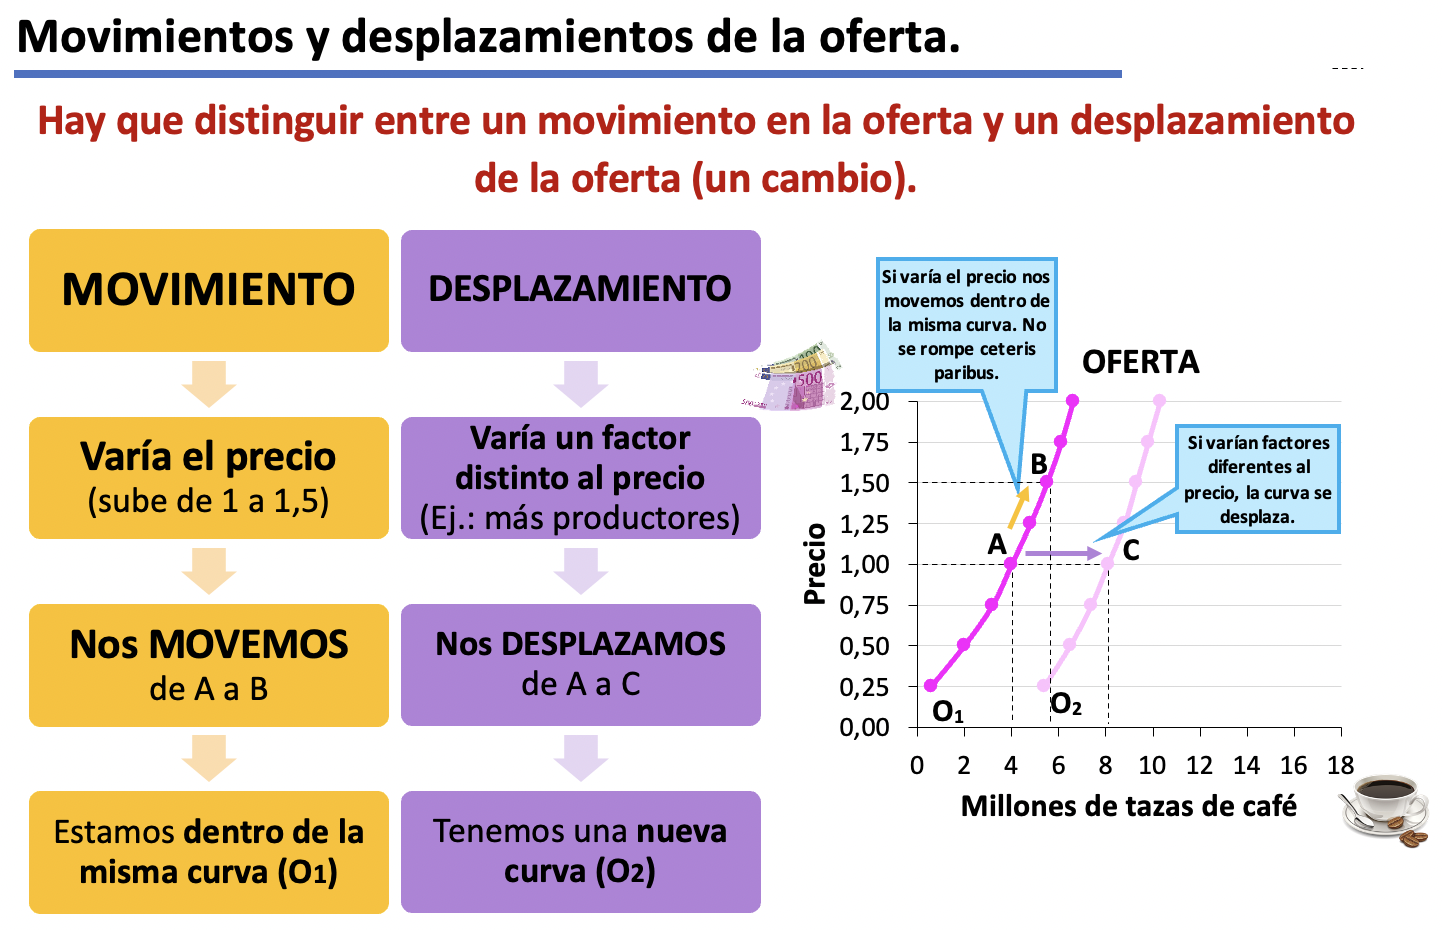 Movimientos y desplazamientos de la oferta.
Hay que distinguir entre un movimiento en la oferta y un desplazamiento
de la oferta (un cambio).
MOVIMIENTO
Varía el precio
(sube de 1 a 1,5)
Nos MOVEMOS
de A a B
Estamos dentro de la
misma curva (O1)
DESPLAZAMIENTO
Varía un factor
distinto al precio
(Ej.: más productores)
Nos DESPLAZAMOS
de A a C
Tenemos una nueva
curva (O2)
Si varía el precio nos
movemos dentro de
la misma curva. No
se rompe ceteris
paribus.
OFERTA
Si varían factores
diferentes al
precio, la curva se
desplaza.
100
200
500
Precio
2,00
1,75
1,50
1,25
1,00
0,75
0,50
0,25
0,00
B
A
C
O1
O2
0 2 4 6 8 10 12 14 16 18
Millones de tazas de café